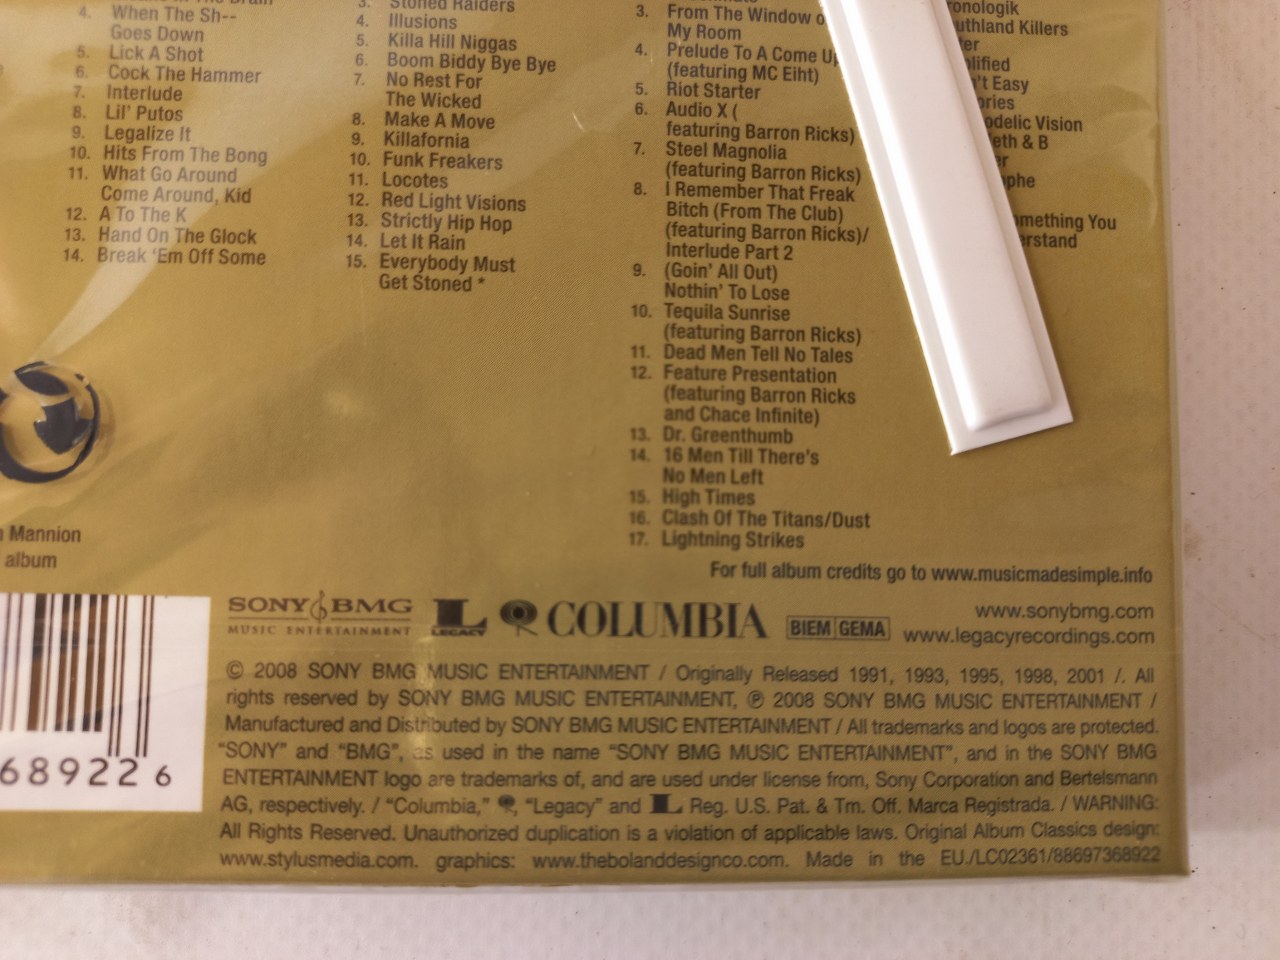 4. When The Sh--
Goes Down
5. Lick A Shot
6. Cock The Hammer
7. Interlude
8. Lil' Putos
9. Legalize It
10. Hits From The Bong
11. What Go Around
Come Around, Kid
12. A To The K
13. Hand On The Glock
14. Break 'Em Off Some
3. Stoned Raiders
4. Illusions
5. Killa Hill Niggas
6. Boom Biddy Bye Bye
7. No Rest For
The Wicked
8. Make A Move
9. Killafornia
10. Funk Freakers
11. Locotes
12. Red Light Visions
13. Strictly Hip Hop
14. Let It Rain
15. Everybody Must
Get Stoned *
3. From The Window
My Room
4. Prelude To A Come
(featuring MC Eiht)
5. Riot Starter
6. Audio X (
featuring Barron Ricks)
7. Steel Magnolia
(featuring Barron Ricks)
8. I Remember That Freak
Bitch (From The Club)
(featuring Barron Ricks)/
Interlude Part 2
9. (Goin' All Out)
Nothin' To Lose
10. Tequila Sunrise
(featuring Barron Ricks)
11. Dead Men Tell No Tales
12. Feature Presentation
(featuring Barron Ricks
and Chace Infinite)
13. Dr. Greenthumb
14. 16 Men Till There's
No Men Left
15. High Times
16. Clash Of The Titans/Dust
17. Lightning Strikes
Killers
Easy
Vision
& B
You
Mannion
album
For full album credits go to www.musicmadesimple.info
SONY BMG
MUSIC ENTERTAINMENT
L
LEGACY
COLUMBIA
BIEM GEMA
www.sonybmg.com
www.legacyrecordings.com
© 2008 SONY BMG MUSIC ENTERTAINMENT / Originally Released 1991, 1993, 1995, 1998, 2001 /. All
rights reserved by SONY BMG MUSIC ENTERTAINMENT, ℗ 2008 SONY BMG MUSIC ENTERTAINMENT /
Manufactured and Distributed by SONY BMG MUSIC ENTERTAINMENT / All trademarks and logos are protected.
"SONY" and "BMG", as used in the name "SONY BMG MUSIC ENTERTAINMENT", and in the SONY BMG
ENTERTAINMENT logo are trademarks of, and are used under license from, Sony Corporation and Bertelsmann
AG, respectively. / "Columbia," , "Legacy" and L Reg. U.S. Pat. & Tm. Off. Marca Registrada. / WARNING:
All Rights Reserved. Unauthorized duplication is a violation of applicable laws. Original Album Classics design:
www.stylusmedia.com. graphics: www.thebolanddesignco.com. Made in the EU./LC02361/88697368922
689226